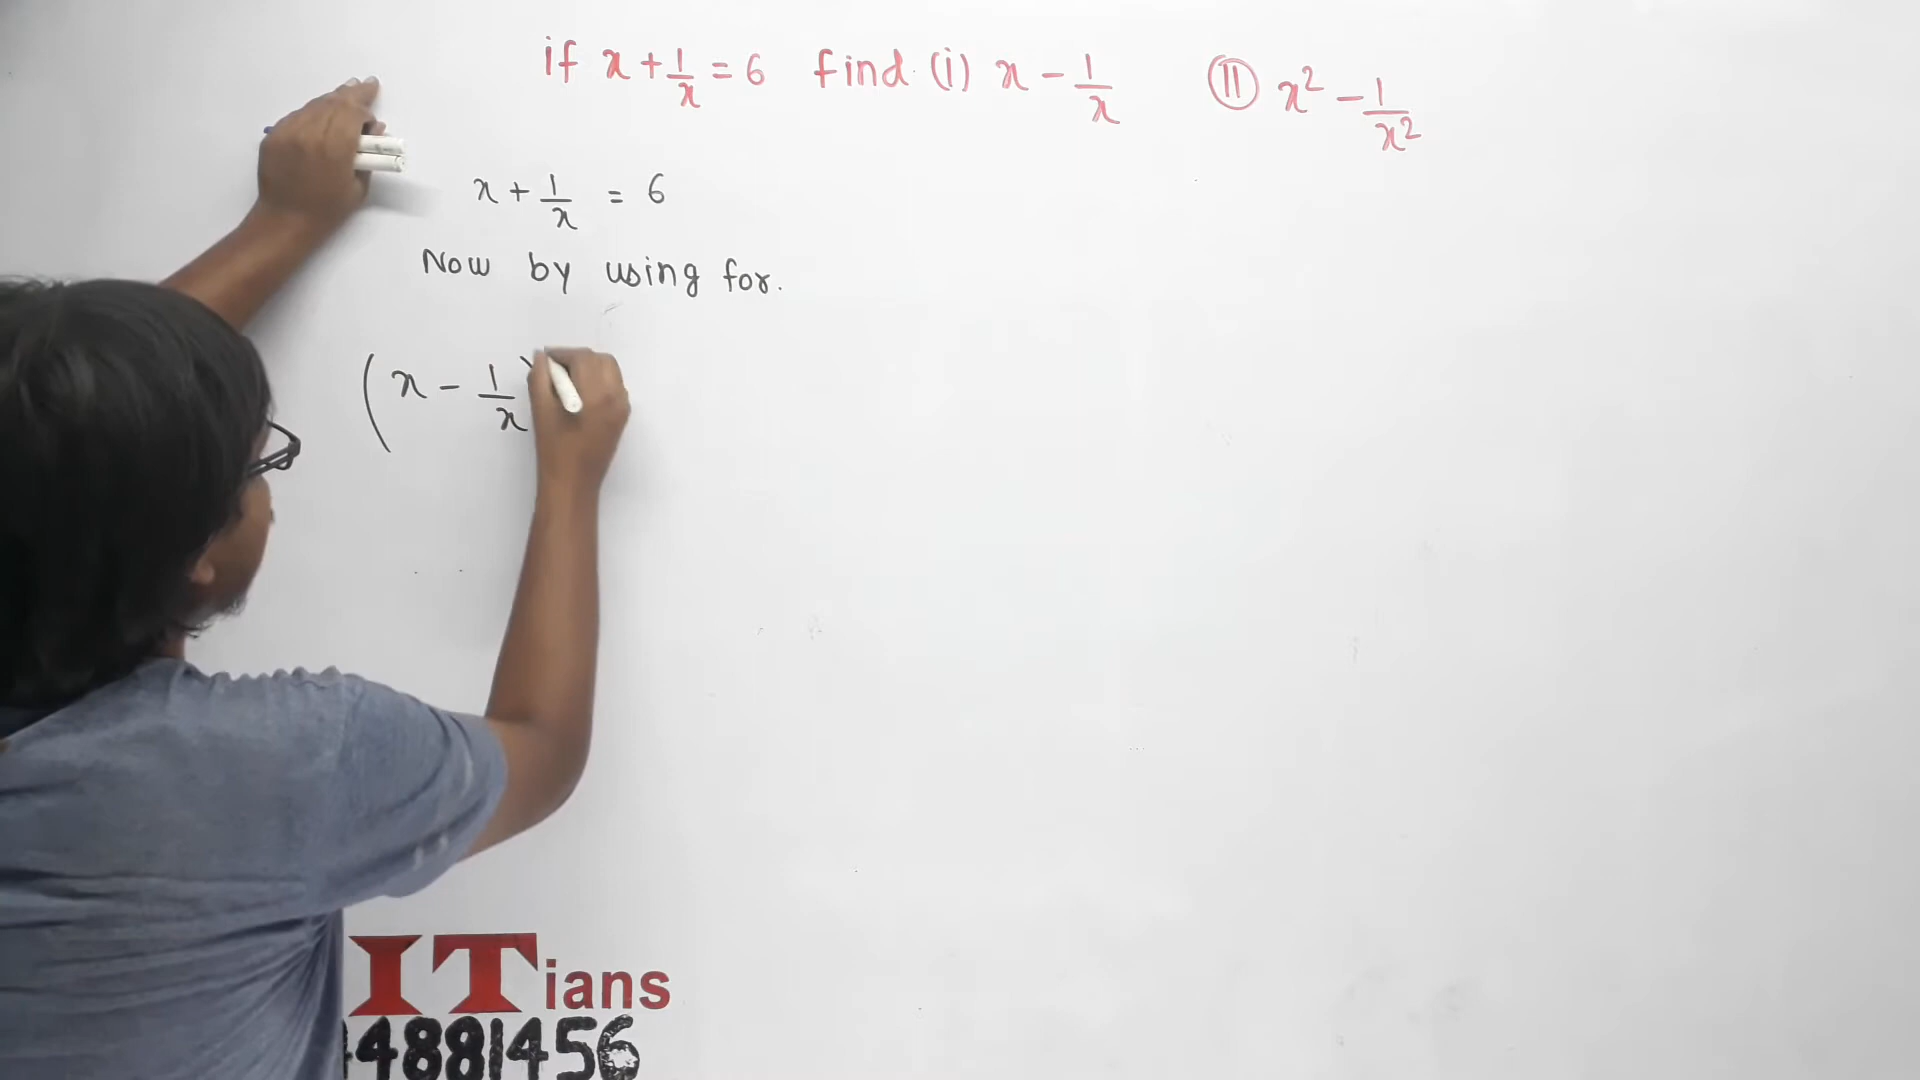 if x + 1/x = 6 find (i) x - 1/x (II) x² - 1/x²
x + 1/x = 6
Now by using for.
(x - 1/x)
ITians
4881456